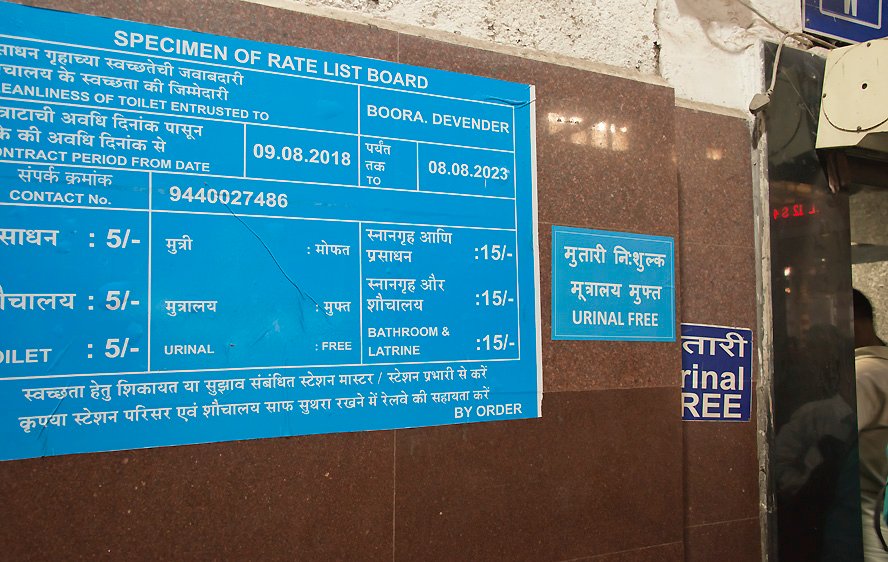 SPECIMEN OF RATE LIST BOARD
साधन गृहाच्या स्वच्छतेची जवाबदारी
चालय के स्वच्छता की जिम्मेदारी
LEANLINESS OF TOILET ENTRUSTED TO
BOORA. DEVENDER
त्राटाची अवधि दिनांक पासून
के की अवधि दिनांक से
ONTRACT PERIOD FROM DATE
09.08.2018
पर्यंत
तक
TO
08.08.2023
संपर्क क्रमांक
CONTACT No.
9440027486
साधन : 5/-
मुत्री : मोफत
स्नानगृह आणि
प्रसाधन :15/-
चालय : 5/-
मुत्रालय : मुफ्त
स्नानगृह और
शौचालय :15/-
OILET : 5/-
URINAL : FREE
BATHROOM &
LATRINE :15/-
स्वच्छता हेतु शिकायत या सुझाव संबंधित स्टेशन मास्टर / स्टेशन प्रभारी से करें
कृपया स्टेशन परिसर एवं शौचालय साफ सुथरा रखने में रेलवे की सहायता करें
BY ORDER
मुतारी निःशुल्क
मूत्रालय मुफ्त
URINAL FREE
तारी
rinal
REE